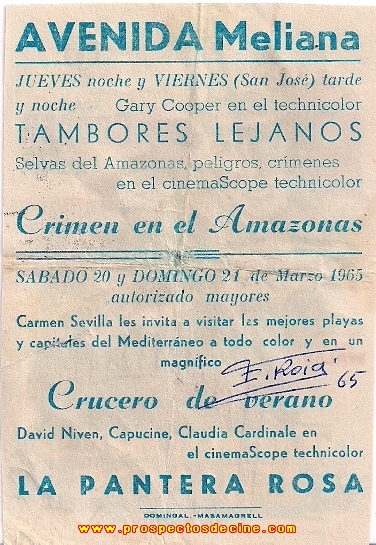 AVENIDA Meliana
JUEVES noche y VIERNES (San José) tarde
y noche Gary Cooper en el technicolor
TAMBORES LEJANOS
Selvas del Amazonas, peligros, crímenes
en el cinemaScope technicolor
Crimen en el Amazonas
SABADO 20 y DOMINGO 21 de Marzo 1965
autorizado mayores
Carmen Sevilla les invita a visitar las mejores playas
y capitales del Mediterráneo a todo color y en un
magnífico
65
Crucero de verano
David Niven, Capucine, Claudia Cardinale en
el cinemaScope technicolor
LA PANTERA ROSA
DOMINGAL.-MASAMAGRELL
www.prospectosdecine.com